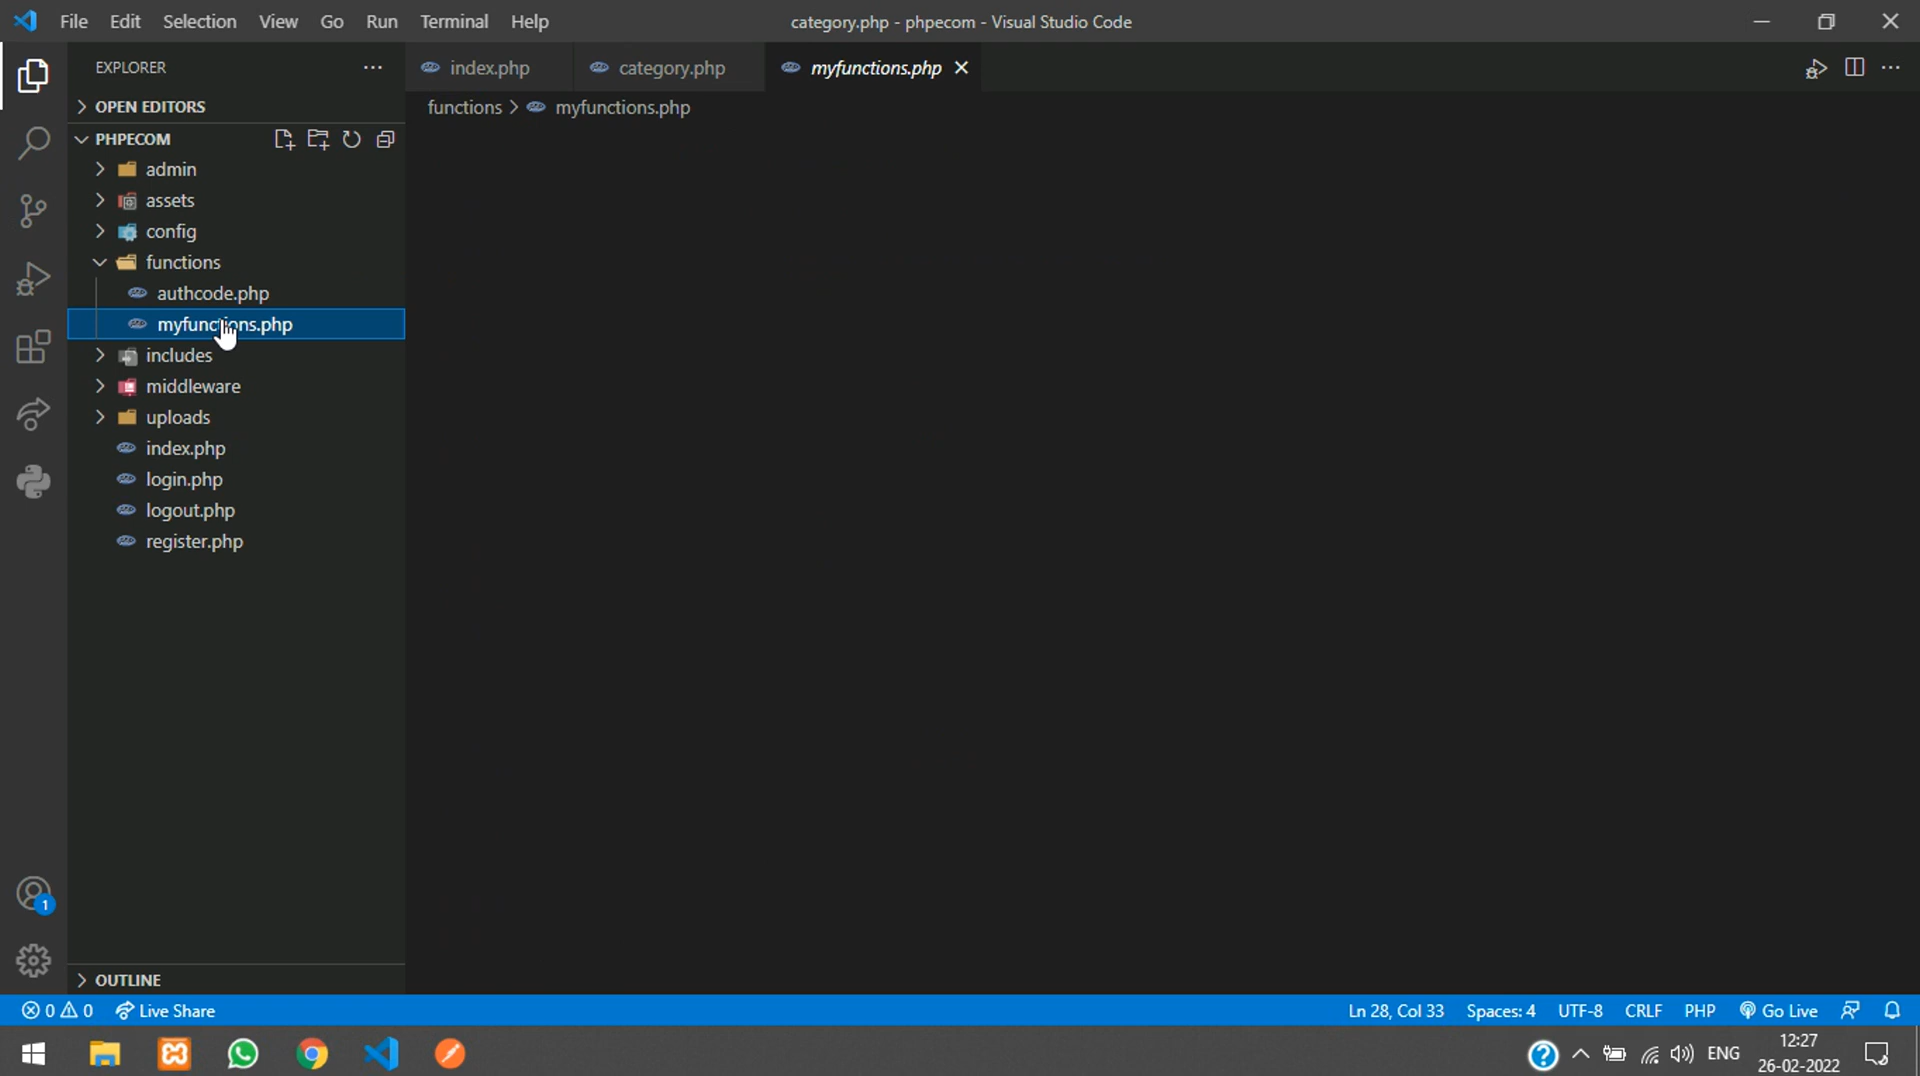 File Edit Selection View Go Run Terminal Help category.php - phpecom - Visual Studio Code
EXPLORER
index.php category.php myfunctions.php
OPEN EDITORS
functions > myfunctions.php
PHPECOM
admin
assets
config
functions
authcode.php
myfunctions.php
includes
middleware
uploads
index.php
login.php
logout.php
register.php
1
OUTLINE
0 0 Live Share Ln 28, Col 33 Spaces: 4 UTF-8 CRLF PHP Go Live
ENG 12:27
26-02-2022